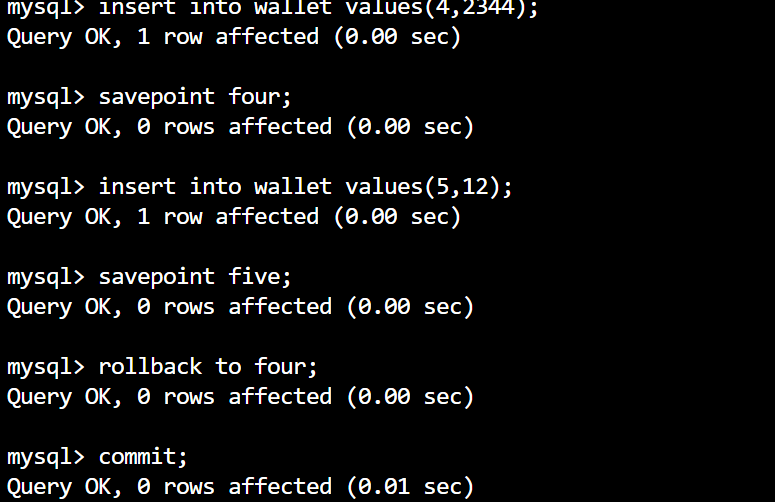 mysql> insert into wallet values(4,2344);
Query OK, 1 row affected (0.00 sec)
mysql> savepoint four;
Query OK, 0 rows affected (0.00 sec)
mysql> insert into wallet values(5,12);
Query OK, 1 row affected (0.00 sec)
mysql> savepoint five;
Query OK, 0 rows affected (0.00 sec)
mysql> rollback to four;
Query OK, 0 rows affected (0.00 sec)
mysql> commit;
Query OK, 0 rows affected (0.01 sec)